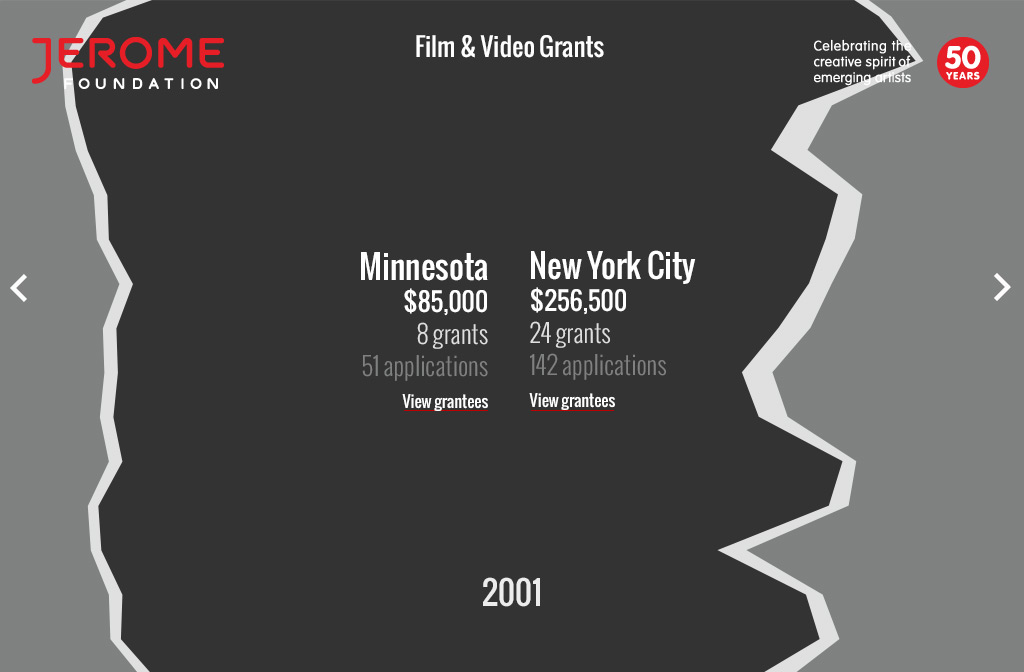 JEROME
FOUNDATION
Film & Video Grants
Celebrating the
creative spirit of
emerging artists
50
YEARS
Minnesota
$85,000
8 grants
51 applications
View grantees
New York City
$256,500
24 grants
142 applications
View grantees
2001